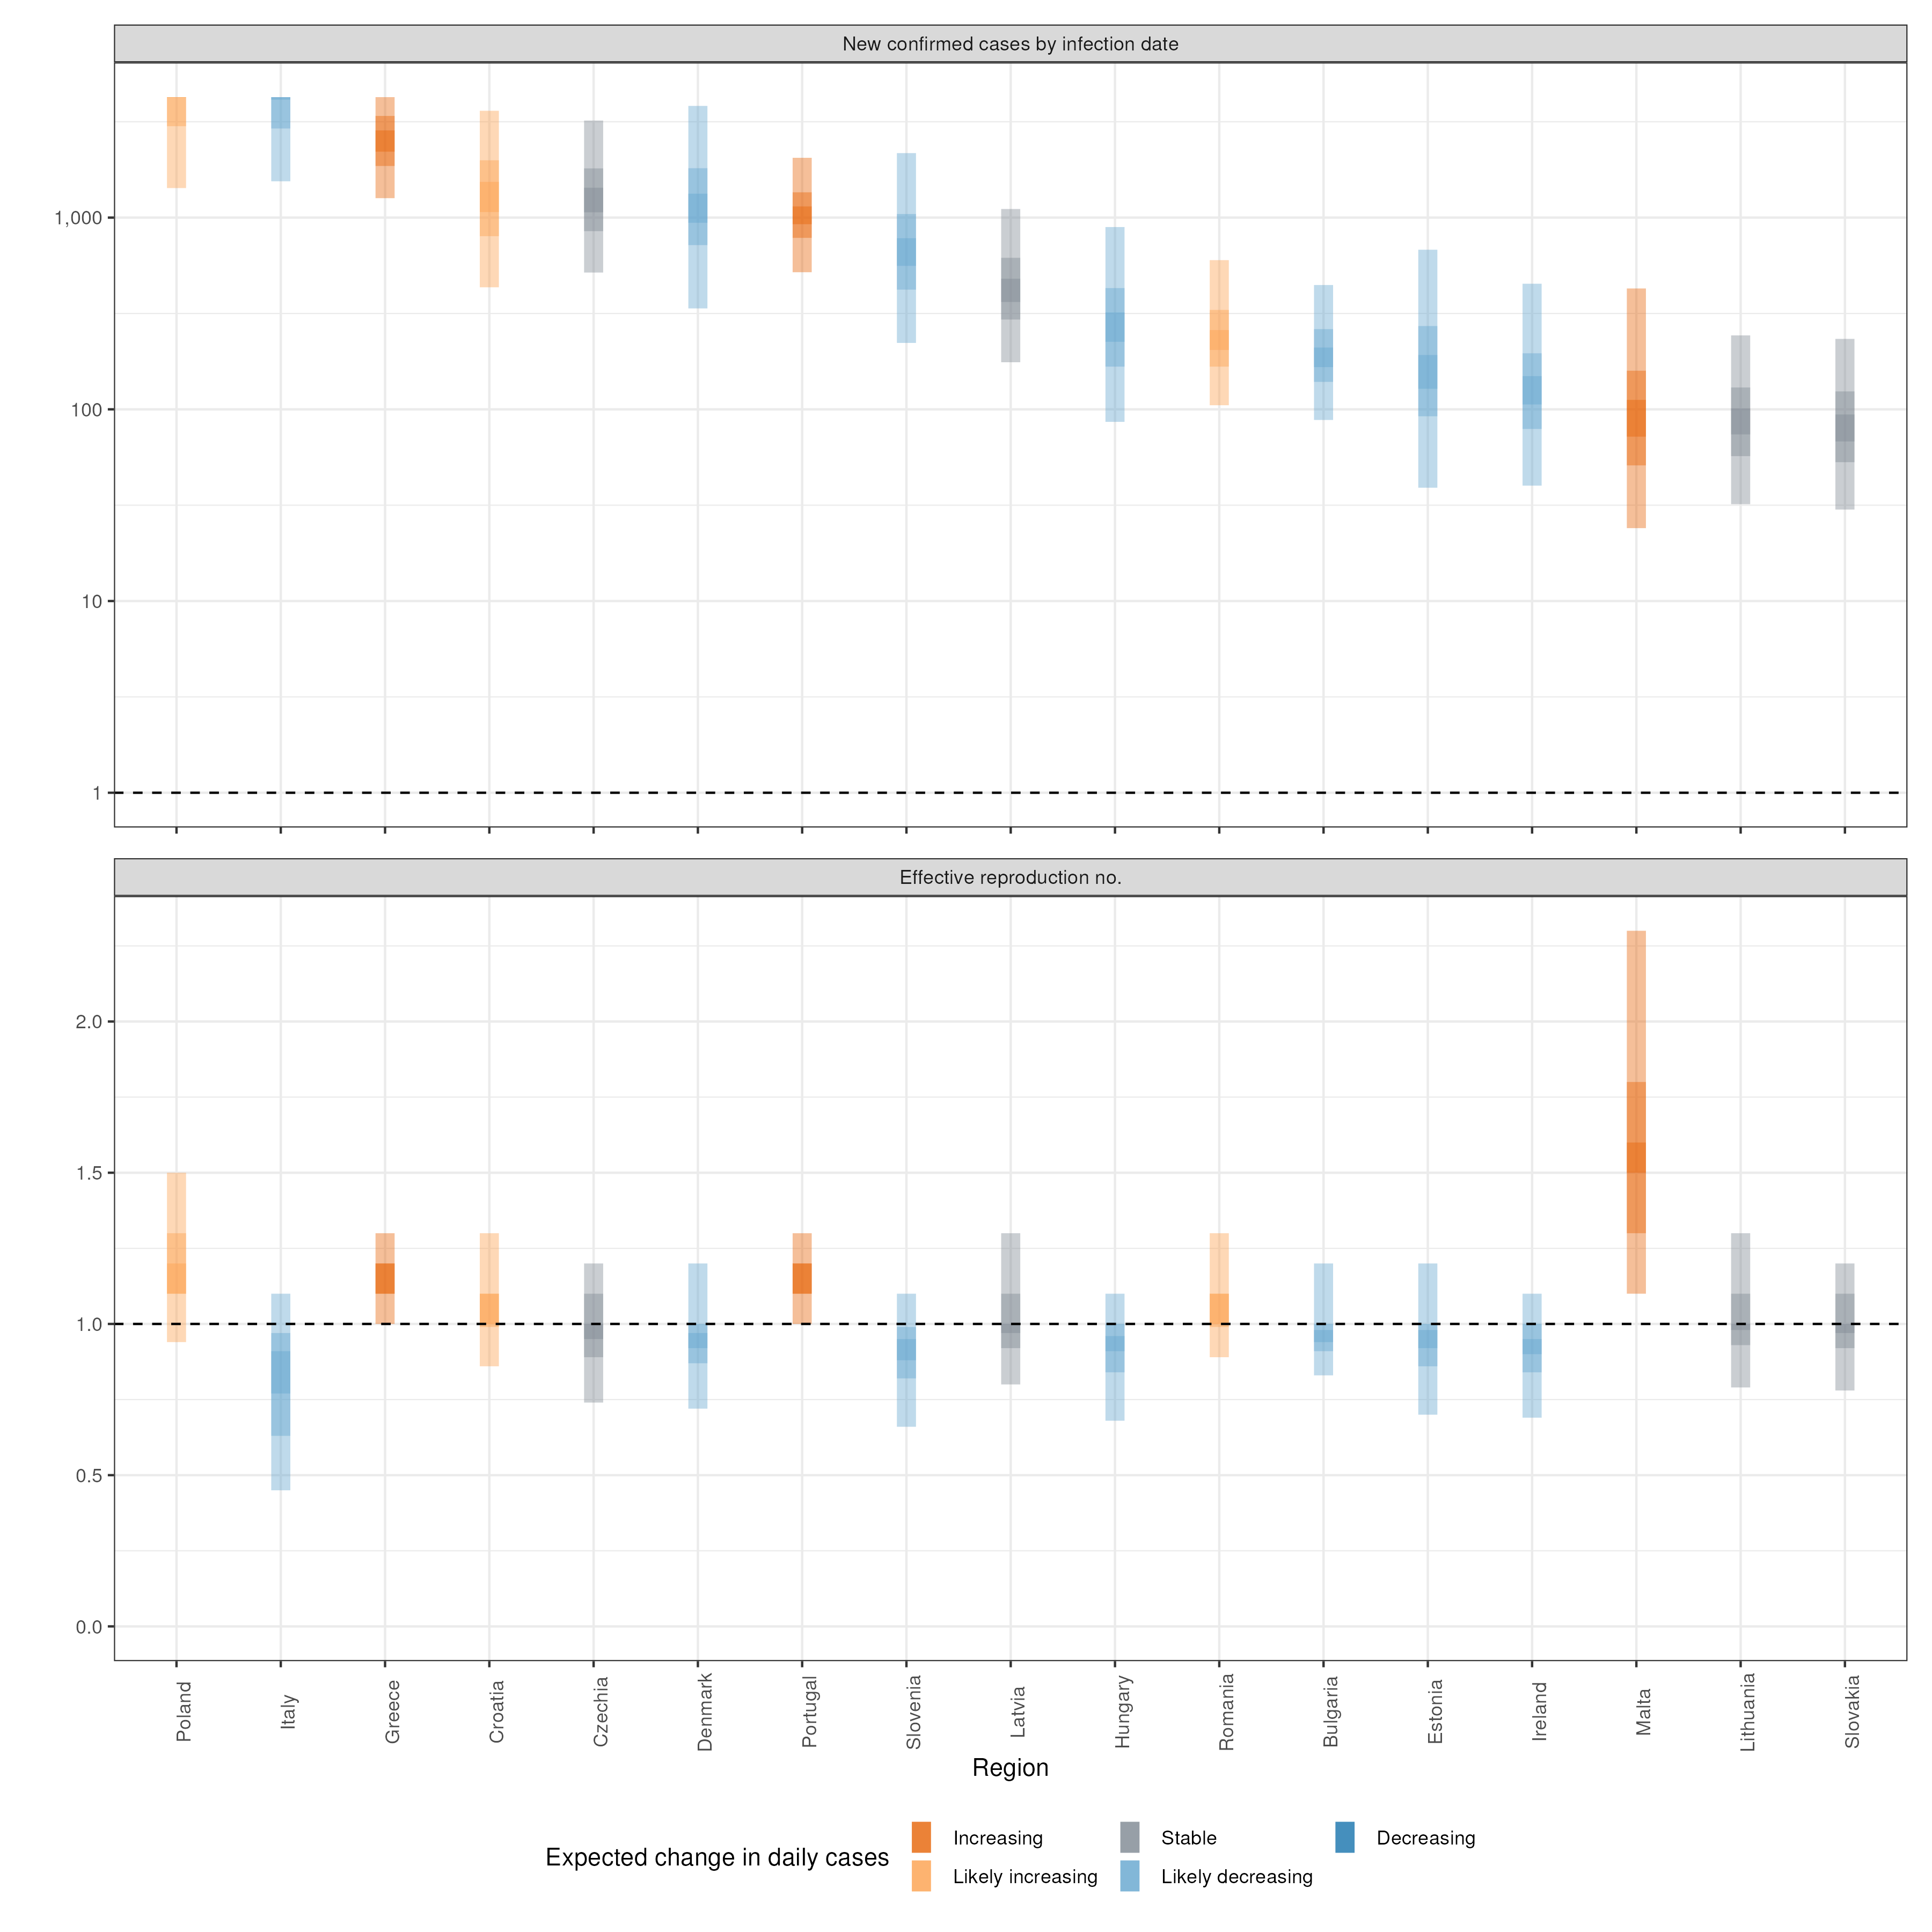 New confirmed cases by infection date
1,000
100
10
1
Effective reproduction no.
2.0
1.5
1.0
0.5
0.0
Poland
Italy
Greece
Croatia
Czechia
Denmark
Portugal
Slovenia
Latvia
Hungary
Romania
Bulgaria
Estonia
Ireland
Malta
Lithuania
Slovakia
Region
Expected change in daily cases
Increasing
Stable
Decreasing
Likely increasing
Likely decreasing